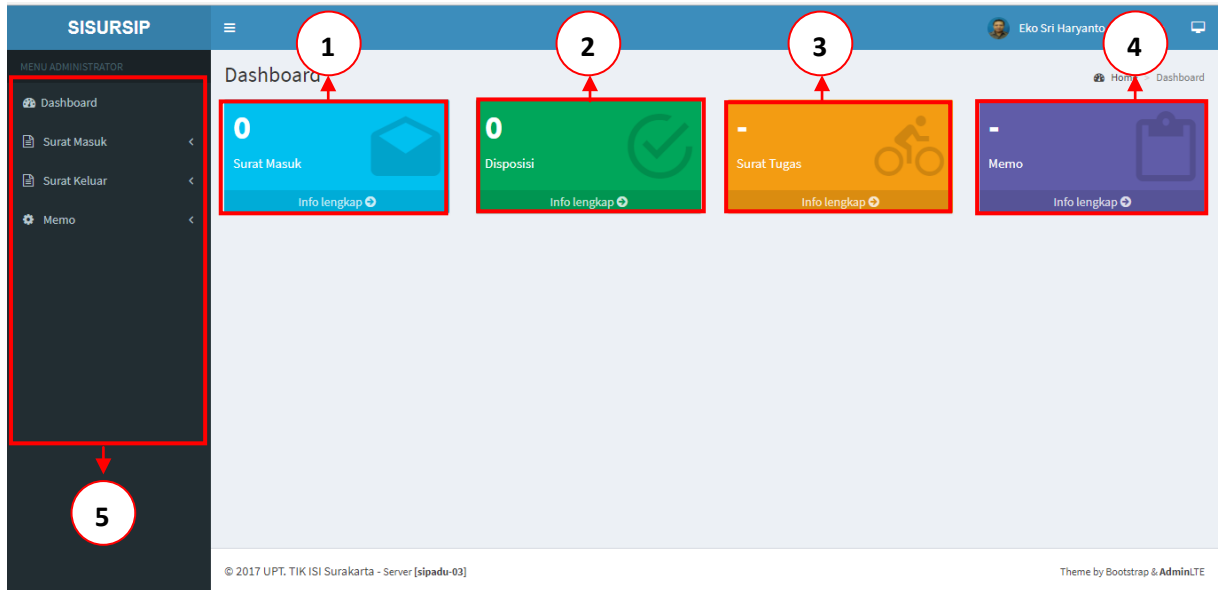 SISURSIP
Eko Sri Haryanto
1
2
3
4
MENU ADMINISTRATOR
Dashboard
Home > Dashboard
Dashboard
Surat Masuk
Surat Keluar
Memo
0
Surat Masuk
Info lengkap
0
Disposisi
Info lengkap
-
Surat Tugas
Info lengkap
-
Memo
Info lengkap
5
© 2017 UPT. TIK ISI Surakarta - Server [sipadu-03]
Theme by Bootstrap & AdminLTE